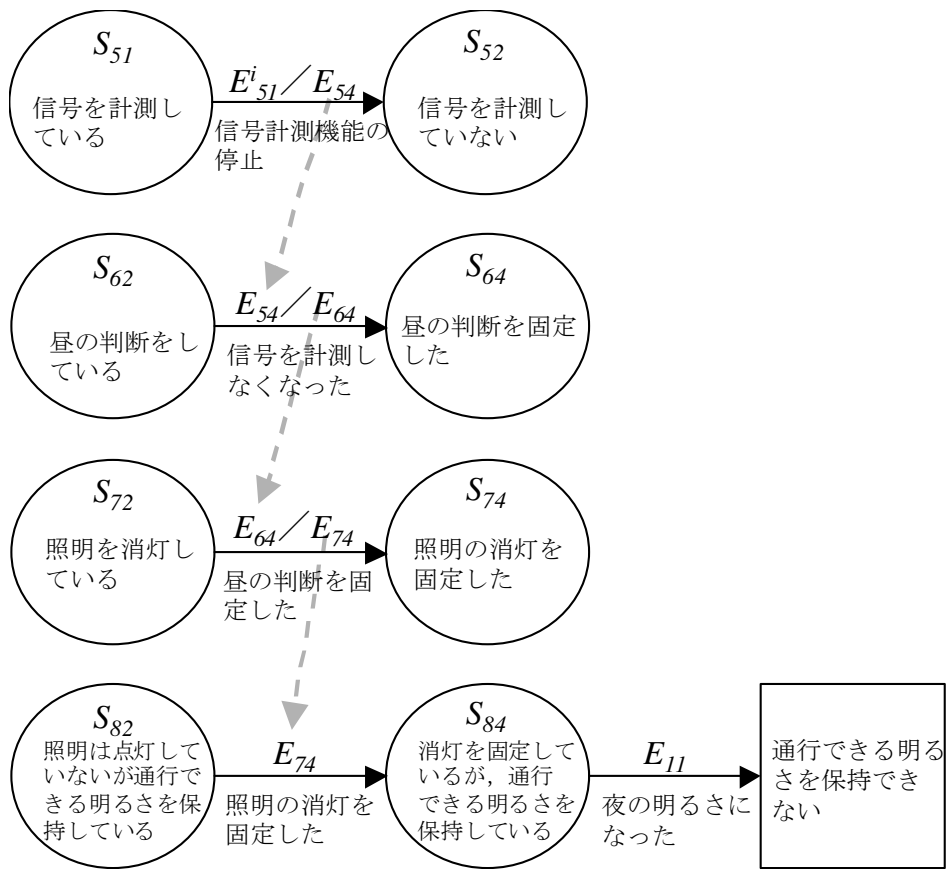 S51
信号を計測し
ている
E^i51／E54
信号計測機能の
停止
S52
信号を計測し
ていない
S62
昼の判断をし
ている
E54／E64
信号を計測し
なくなった
S64
昼の判断を固定
した
S72
照明を消灯し
ている
E64／E74
昼の判断を固
定した
S74
照明の消灯を
固定した
S82
照明は点灯して
いないが通行で
きる明るさを保
持している
E74
照明の消灯を
固定した
S84
消灯を固定して
いるが，通行
できる明るさを
保持している
E11
夜の明るさに
なった
通行できる明る
さを保持でき
ない